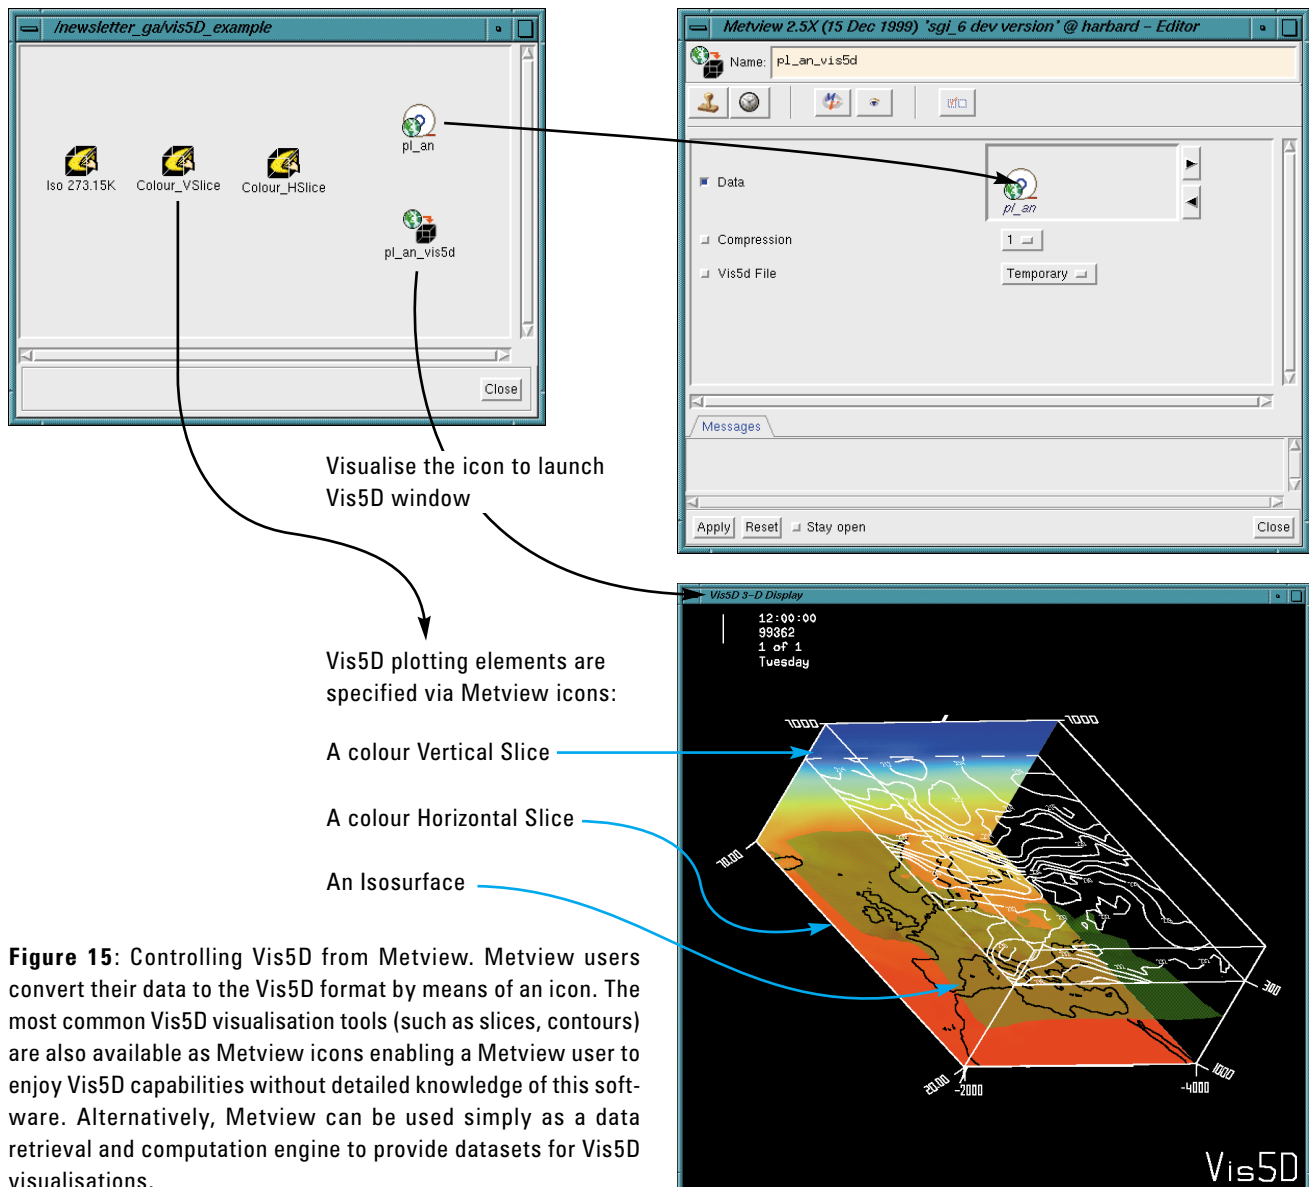 /newsletter_ga/vis5D_example
pl_an
Iso 273.15K
Colour_VSlice
Colour_HSlice
pl_an_vis5d
Close
Metview 2.5X (15 Dec 1999) 'sgi_6 dev version' @ harbard – Editor
Name: pl_an_vis5d
Data
pl_an
Compression
1
Vis5d File
Temporary
Messages
Apply
Reset
Stay open
Close
Visualise the icon to launch
Vis5D window
Vis5D plotting elements are
specified via Metview icons:
A colour Vertical Slice
A colour Horizontal Slice
An Isosurface
Vis5D 3–D Display
12:00:00
99362
1 of 1
Tuesday
1000
1000
70.00
20.00
-2000
-4000
1000
300
Vis5D
Figure 15: Controlling Vis5D from Metview. Metview users
convert their data to the Vis5D format by means of an icon. The
most common Vis5D visualisation tools (such as slices, contours)
are also available as Metview icons enabling a Metview user to
enjoy Vis5D capabilities without detailed knowledge of this soft-
ware. Alternatively, Metview can be used simply as a data
retrieval and computation engine to provide datasets for Vis5D
visualisations.